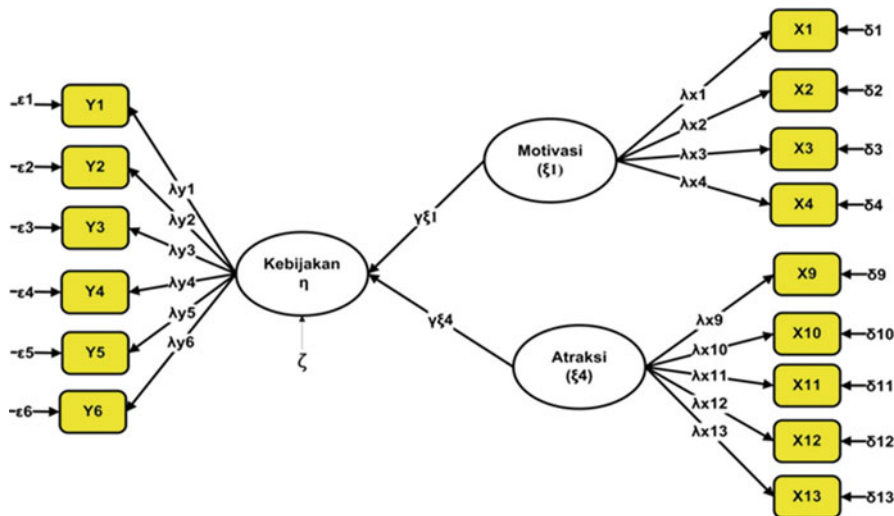 ε1
Y1
ε2
Y2
ε3
Y3
ε4
Y4
ε5
Y5
ε6
Y6
λy1
λy2
λy3
λy4
λy5
λy6
Kebijakan
η
ζ
γξ1
γξ4
Motivasi
(ξ1)
λx1
λx2
λx3
λx4
X1
δ1
X2
δ2
X3
δ3
X4
δ4
Atraksi
(ξ4)
λx9
λx10
λx11
λx12
λx13
X9
δ9
X10
δ10
X11
δ11
X12
δ12
X13
δ13